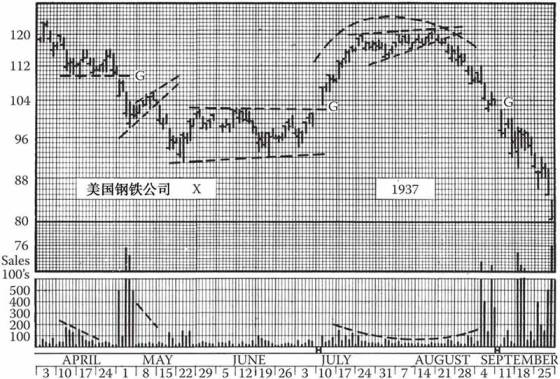 120
112
G
104
G
G
96
88
美国钢铁公司 X 1937
80
76
Sales
100's
500
400
300
200
100
APRIL MAY JUNE JULY AUGUST SEPTEMBER
3 10 17 24 1 8 15 22 29 5 12 19 26 3 10 17 24 31 7 14 21 28 4 11 18 25